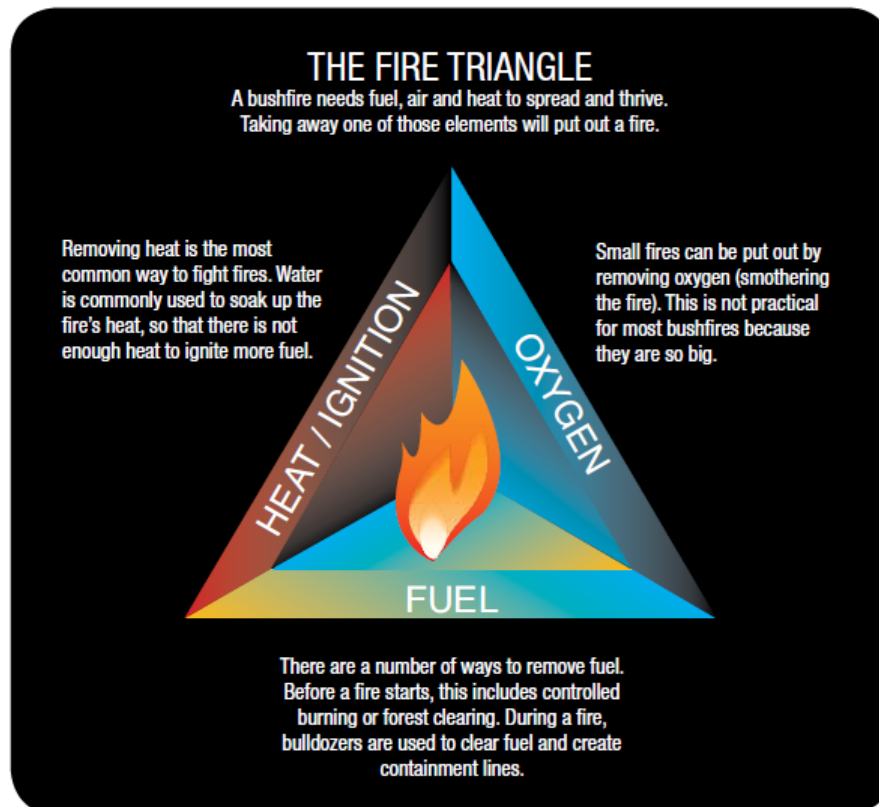 THE FIRE TRIANGLE
A bushfire needs fuel, air and heat to spread and thrive.
Taking away one of those elements will put out a fire.
Removing heat is the most
common way to fight fires. Water
is commonly used to soak up the
fire's heat, so that there is not
enough heat to ignite more fuel.
Small fires can be put out by
removing oxygen (smothering
the fire). This is not practical
for most bushfires because
they are so big.
HEAT / IGNITION
OXYGEN
FUEL
There are a number of ways to remove fuel.
Before a fire starts, this includes controlled
burning or forest clearing. During a fire,
bulldozers are used to clear fuel and create
containment lines.